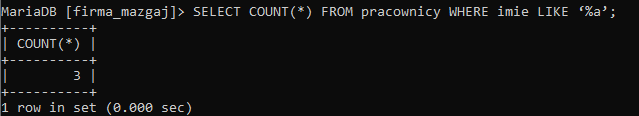 MariaDB [firma_mazgaj]> SELECT COUNT(*) FROM pracownicy WHERE imie LIKE ‘%a’;
+----------+
| COUNT(*) |
+----------+
|        3 |
+----------+
1 row in set (0.000 sec)